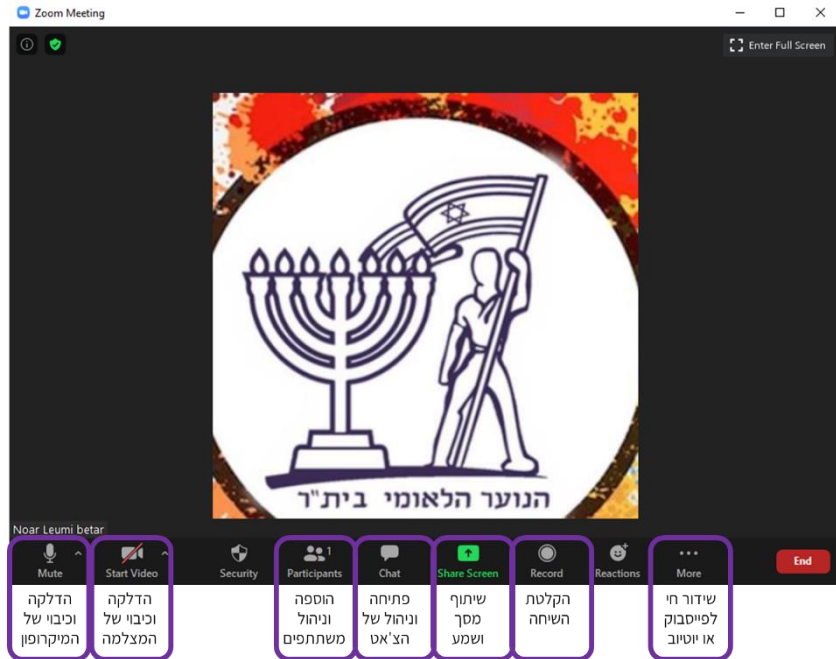 Zoom Meeting
Enter Full Screen
הנוער הלאומי בית"ר
Noar Leumi betar
1
Mute
Start Video
Security
Participants
Chat
Share Screen
Record
Reactions
More
End
הדלקה
וכיבוי של
המיקרופון
הדלקה
וכיבוי של
המצלמה
הוספה
וניהול
משתתפים
פתיחה
וניהול של
הצ'אט
שיתוף
מסך
ושמע
הקלטת
השיחה
שידור חי
לפייסבוק
או יוטיוב